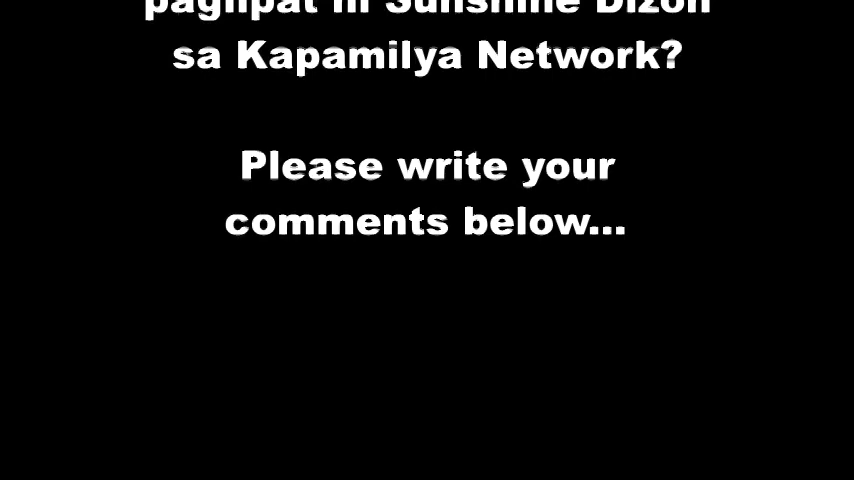 paglipat ni Sunshine Dizon
sa Kapamilya Network?
Please write your
comments below...